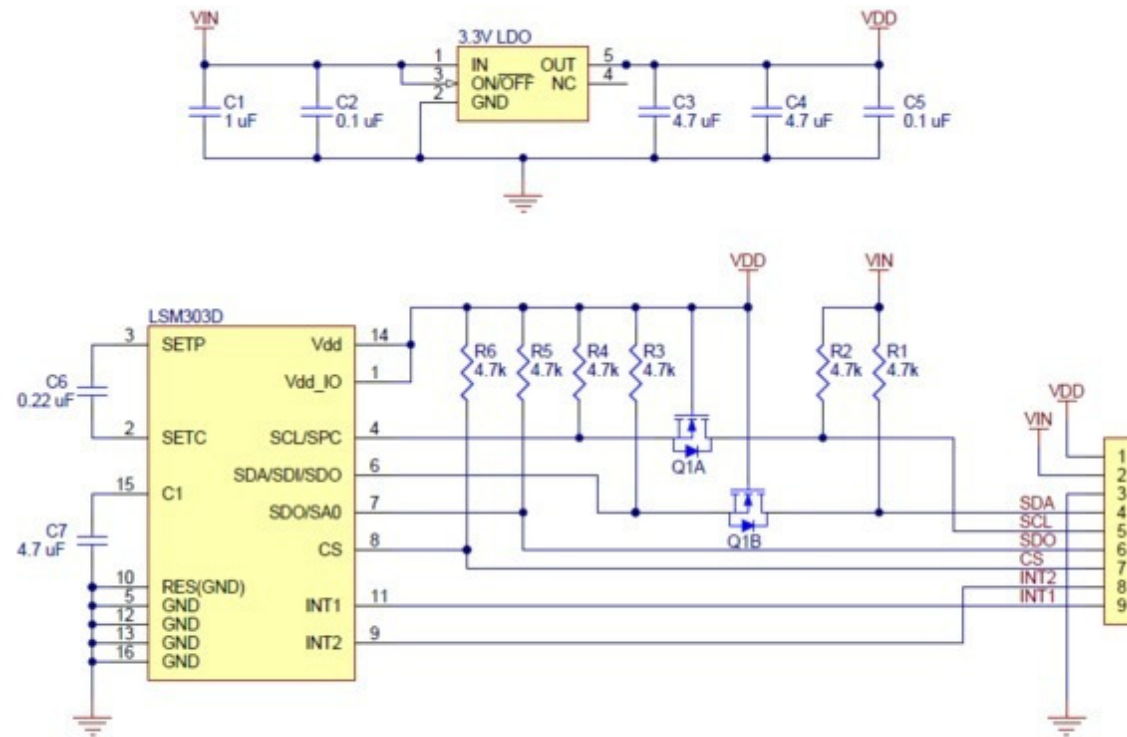 VIN
VDD
3.3V LDO
1 IN OUT 5
3 ON/OFF NC 4
2 GND
C1
1 uF
C2
0.1 uF
C3
4.7 uF
C4
4.7 uF
C5
0.1 uF
VDD
VIN
LSM303D
3 SETP Vdd 14
Vdd_IO 1
C6
0.22 uF
2 SETC SCL/SPC 4
SDA/SDI/SDO 6
15 C1
SDO/SA0 7
C7
4.7 uF
CS 8
10 RES(GND)
5 GND INT1 11
12 GND
13 GND INT2 9
16 GND
R6
4.7k
R5
4.7k
R4
4.7k
R3
4.7k
R2
4.7k
R1
4.7k
Q1A
Q1B
VDD
VIN
1
2
3
SDA 4
SCL 5
SDO 6
CS 7
INT2 8
INT1 9